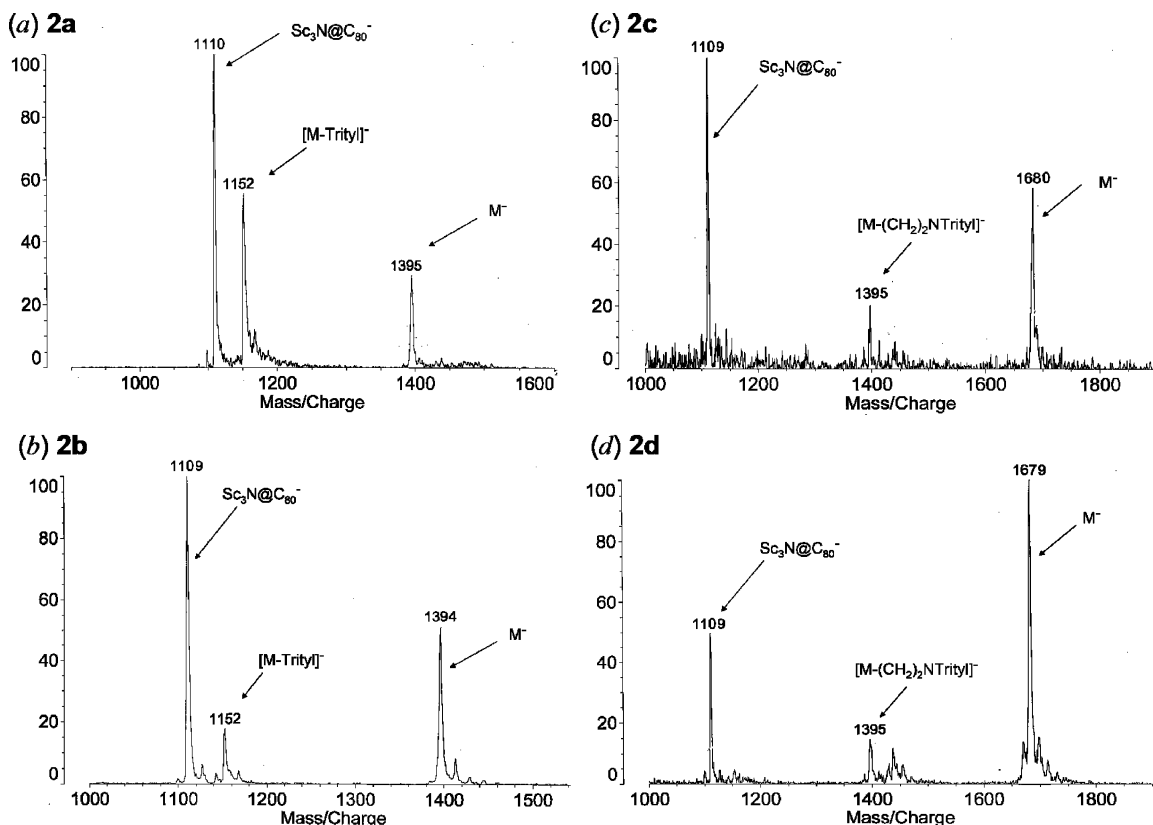 (a) 2a
1110
Sc₃N@C₈₀⁻
[M-Trityl]⁻
1152
M⁻
1395
100
80
60
40
20
0
1000
1200
1400
1600
Mass/Charge
(c) 2c
1109
Sc₃N@C₈₀⁻
1680
M⁻
[M-(CH₂)₂NTrityl]⁻
1395
100
80
60
40
20
0
1000
1200
1400
1600
1800
Mass/Charge
(b) 2b
1109
Sc₃N@C₈₀⁻
1394
M⁻
[M-Trityl]⁻
1152
100
80
60
40
20
0
1000
1200
1300
1400
1500
Mass/Charge
(d) 2d
1679
M⁻
Sc₃N@C₈₀⁻
1109
[M-(CH₂)₂NTrityl]⁻
1395
100
80
60
40
20
0
1000
1200
1400
1600
1800
Mass/Charge